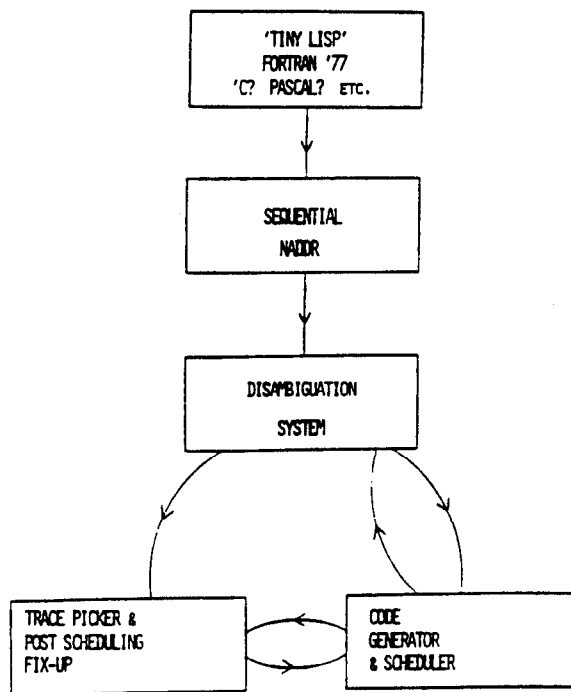 'TINY LISP'
FORTRAN '77
'C? PASCAL? ETC.
SEQUENTIAL
NADDR
DISAMBIGUATION
SYSTEM
TRACE PICKER &
POST SCHEDULING
FIX-UP
CODE
GENERATOR
& SCHEDULER